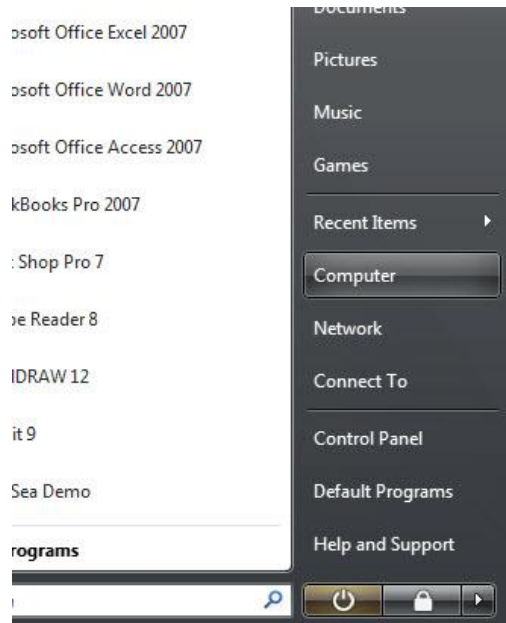 osoft Office Excel 2007
osoft Office Word 2007
osoft Office Access 2007
kBooks Pro 2007
: Shop Pro 7
be Reader 8
IDRAW 12
it 9
Sea Demo
rograms
Documents
Pictures
Music
Games
Recent Items
Computer
Network
Connect To
Control Panel
Default Programs
Help and Support